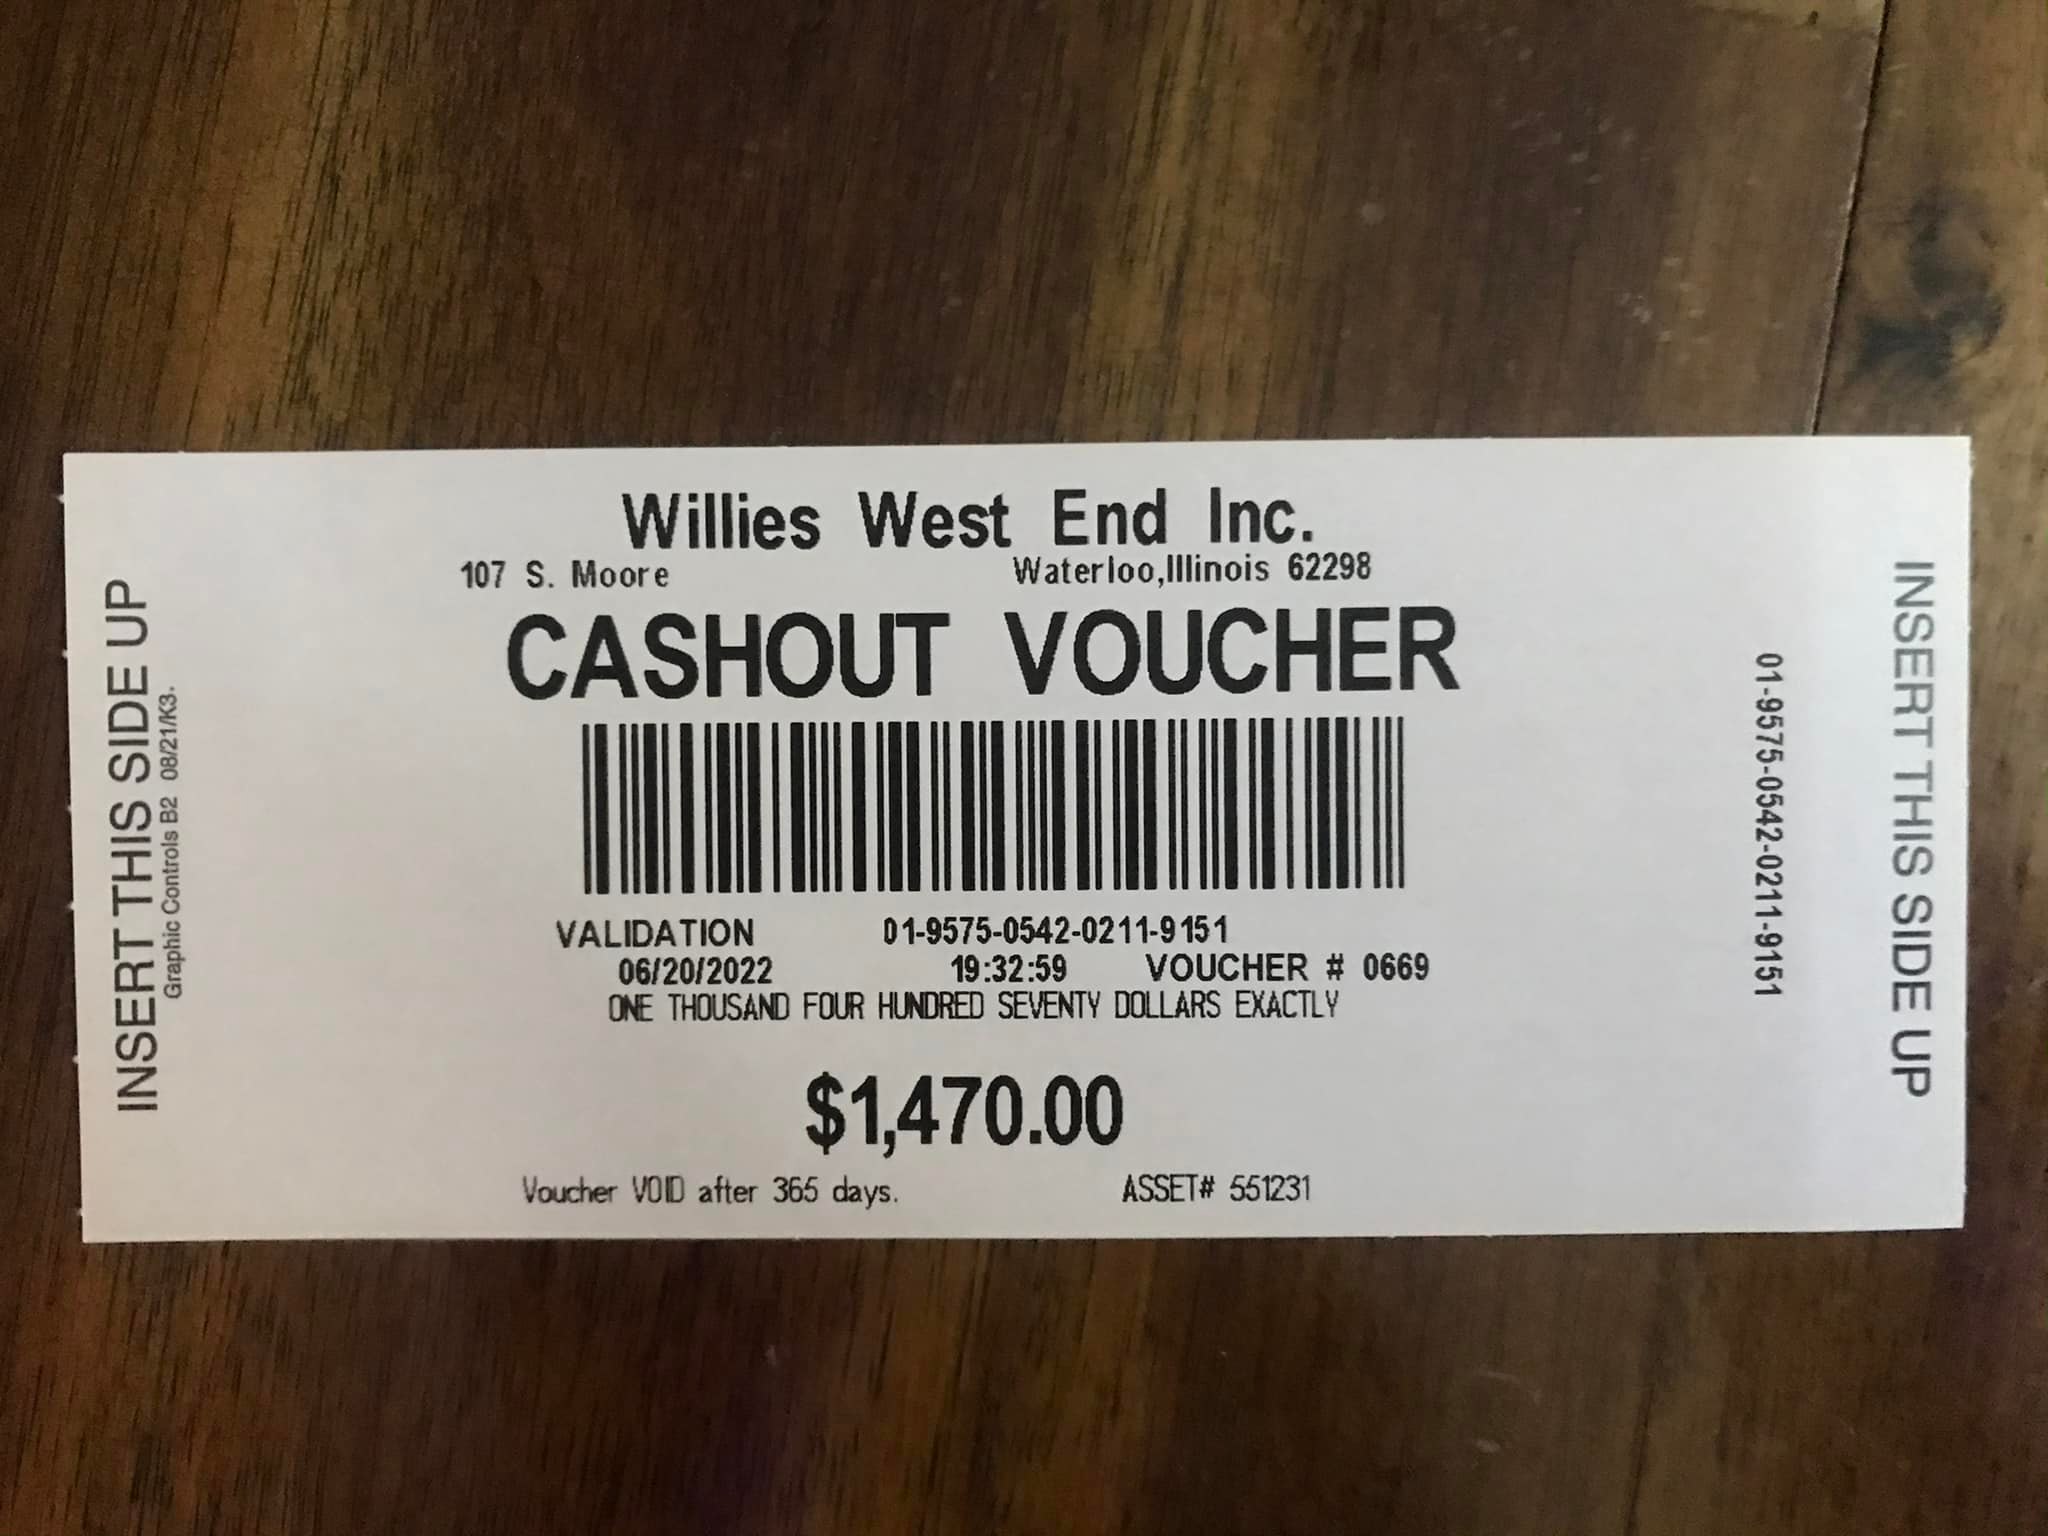 Willies West End Inc.
107 S. Moore Waterloo,Illinois 62298
CASHOUT VOUCHER
VALIDATION 01-9575-0542-0211-9151
06/20/2022 19:32:59 VOUCHER # 0669
ONE THOUSAND FOUR HUNDRED SEVENTY DOLLARS EXACTLY
$1,470.00
Voucher VOID after 365 days. ASSET# 551231
INSERT THIS SIDE UP
Graphic Controls B2 08/21/K3.
01-9575-0542-0211-9151
INSERT THIS SIDE UP